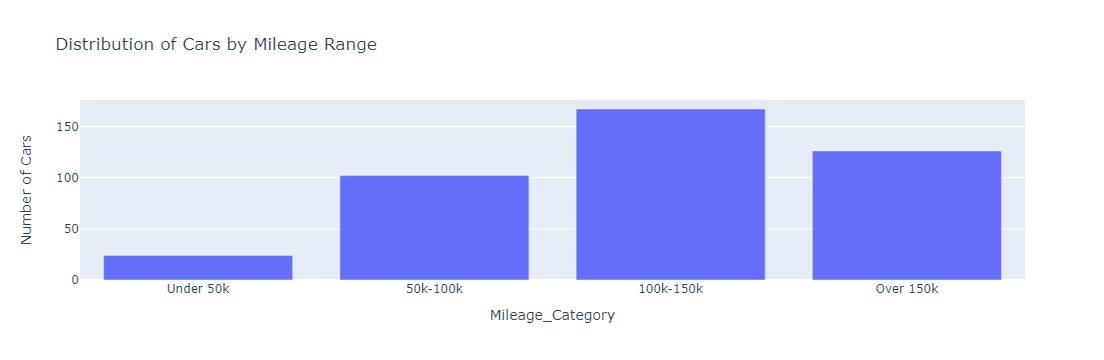 Distribution of Cars by Mileage Range
Number of Cars
150
100
50
0
Under 50k
50k-100k
100k-150k
Over 150k
Mileage_Category